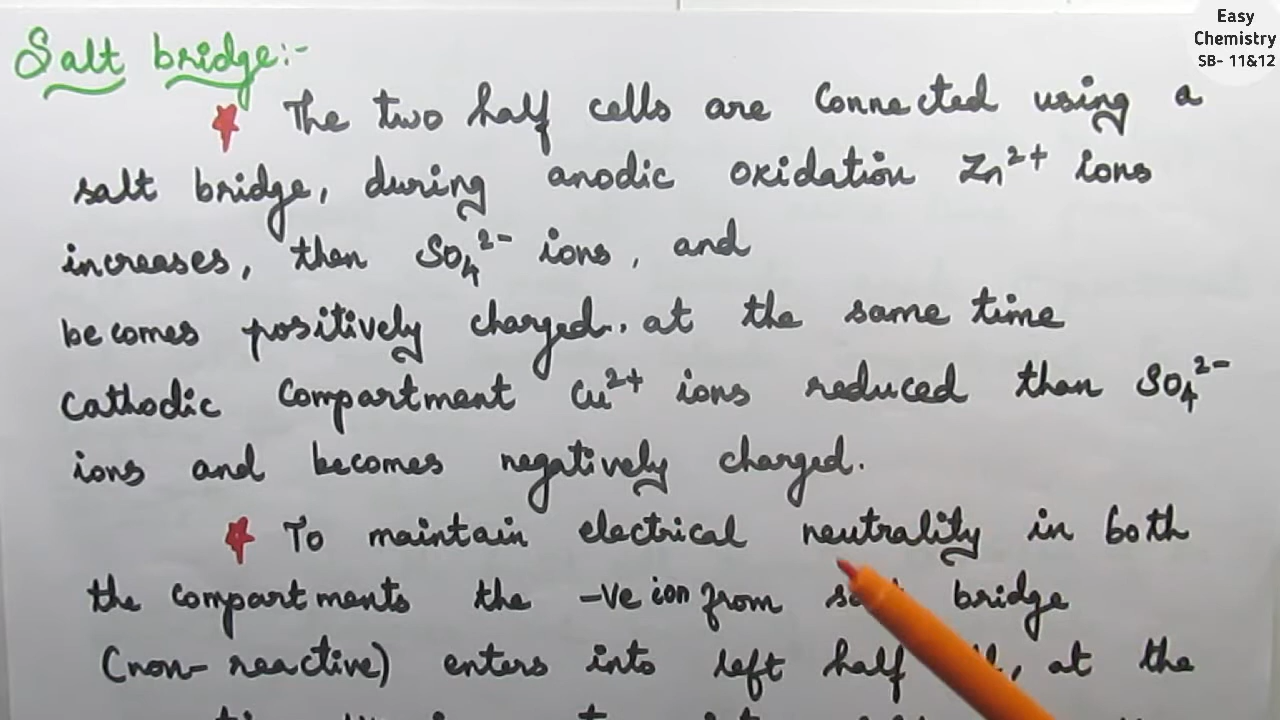 Easy
Chemistry
SB- 11&12
Salt bridge:-
The two half cells are connected using a
salt bridge, during anodic oxidation Zn²⁺ ions
increases, then SO₄²⁻ ions, and
becomes positively charged. at the same time
cathodic compartment Cu²⁺ ions reduced than SO₄²⁻
ions and becomes negatively charged.
To maintain electrical neutrality in both
the compartments the -ve ion from bridge
(non-reactive) enters into left half, at the